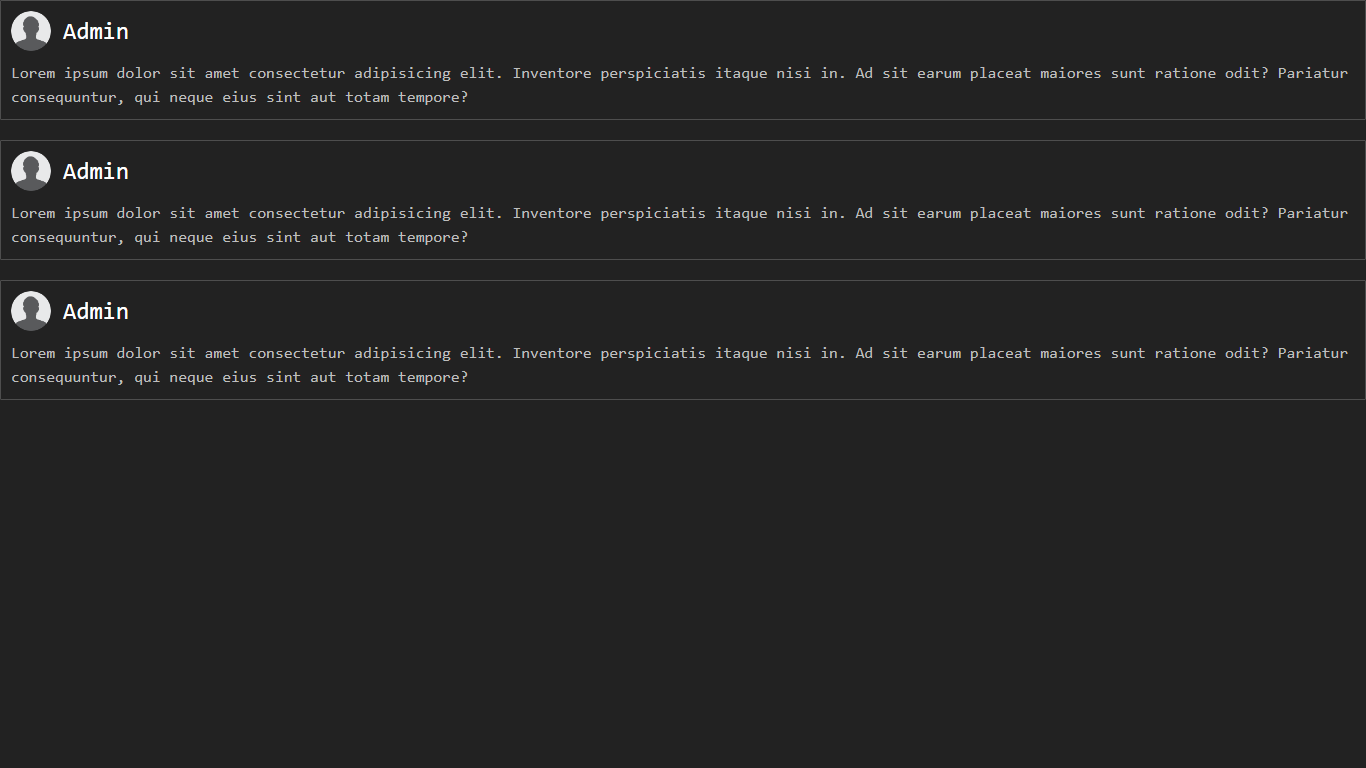 Admin
Lorem ipsum dolor sit amet consectetur adipisicing elit. Inventore perspiciatis itaque nisi in. Ad sit earum placeat maiores sunt ratione odit? Pariatur
consequuntur, qui neque eius sint aut totam tempore?
Admin
Lorem ipsum dolor sit amet consectetur adipisicing elit. Inventore perspiciatis itaque nisi in. Ad sit earum placeat maiores sunt ratione odit? Pariatur
consequuntur, qui neque eius sint aut totam tempore?
Admin
Lorem ipsum dolor sit amet consectetur adipisicing elit. Inventore perspiciatis itaque nisi in. Ad sit earum placeat maiores sunt ratione odit? Pariatur
consequuntur, qui neque eius sint aut totam tempore?